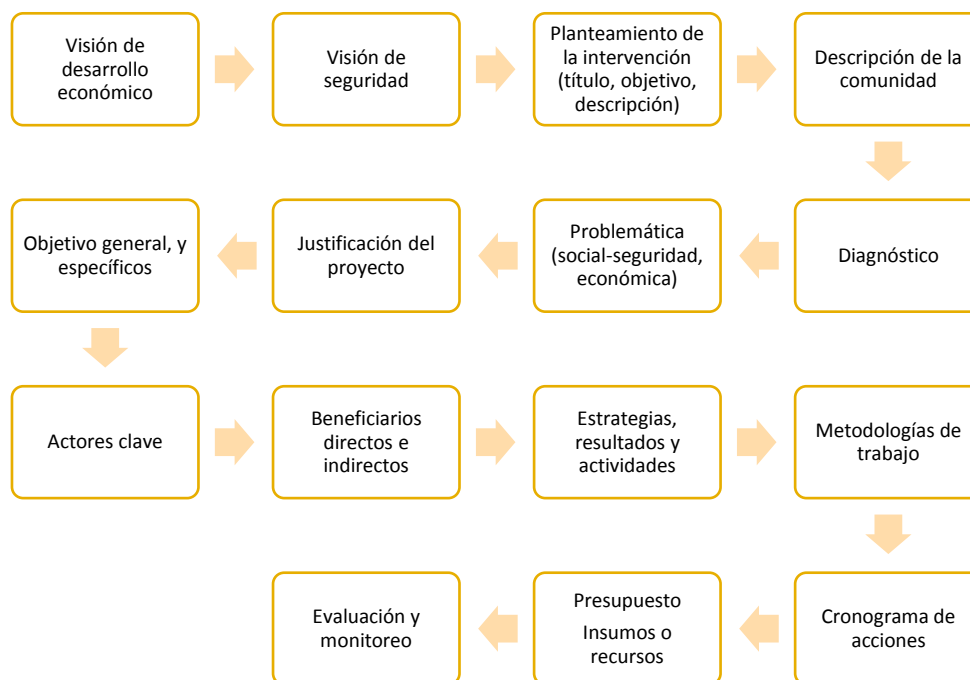 Visión de
desarrollo
económico
Visión de
seguridad
Planteamiento de
la intervención
(título, objetivo,
descripción)
Descripción de la
comunidad
Diagnóstico
Problemática
(social-seguridad,
económica)
Justificación del
proyecto
Objetivo general, y
específicos
Actores clave
Beneficiarios
directos e
indirectos
Estrategias,
resultados y
actividades
Metodologías de
trabajo
Cronograma de
acciones
Presupuesto
Insumos o
recursos
Evaluación y
monitoreo